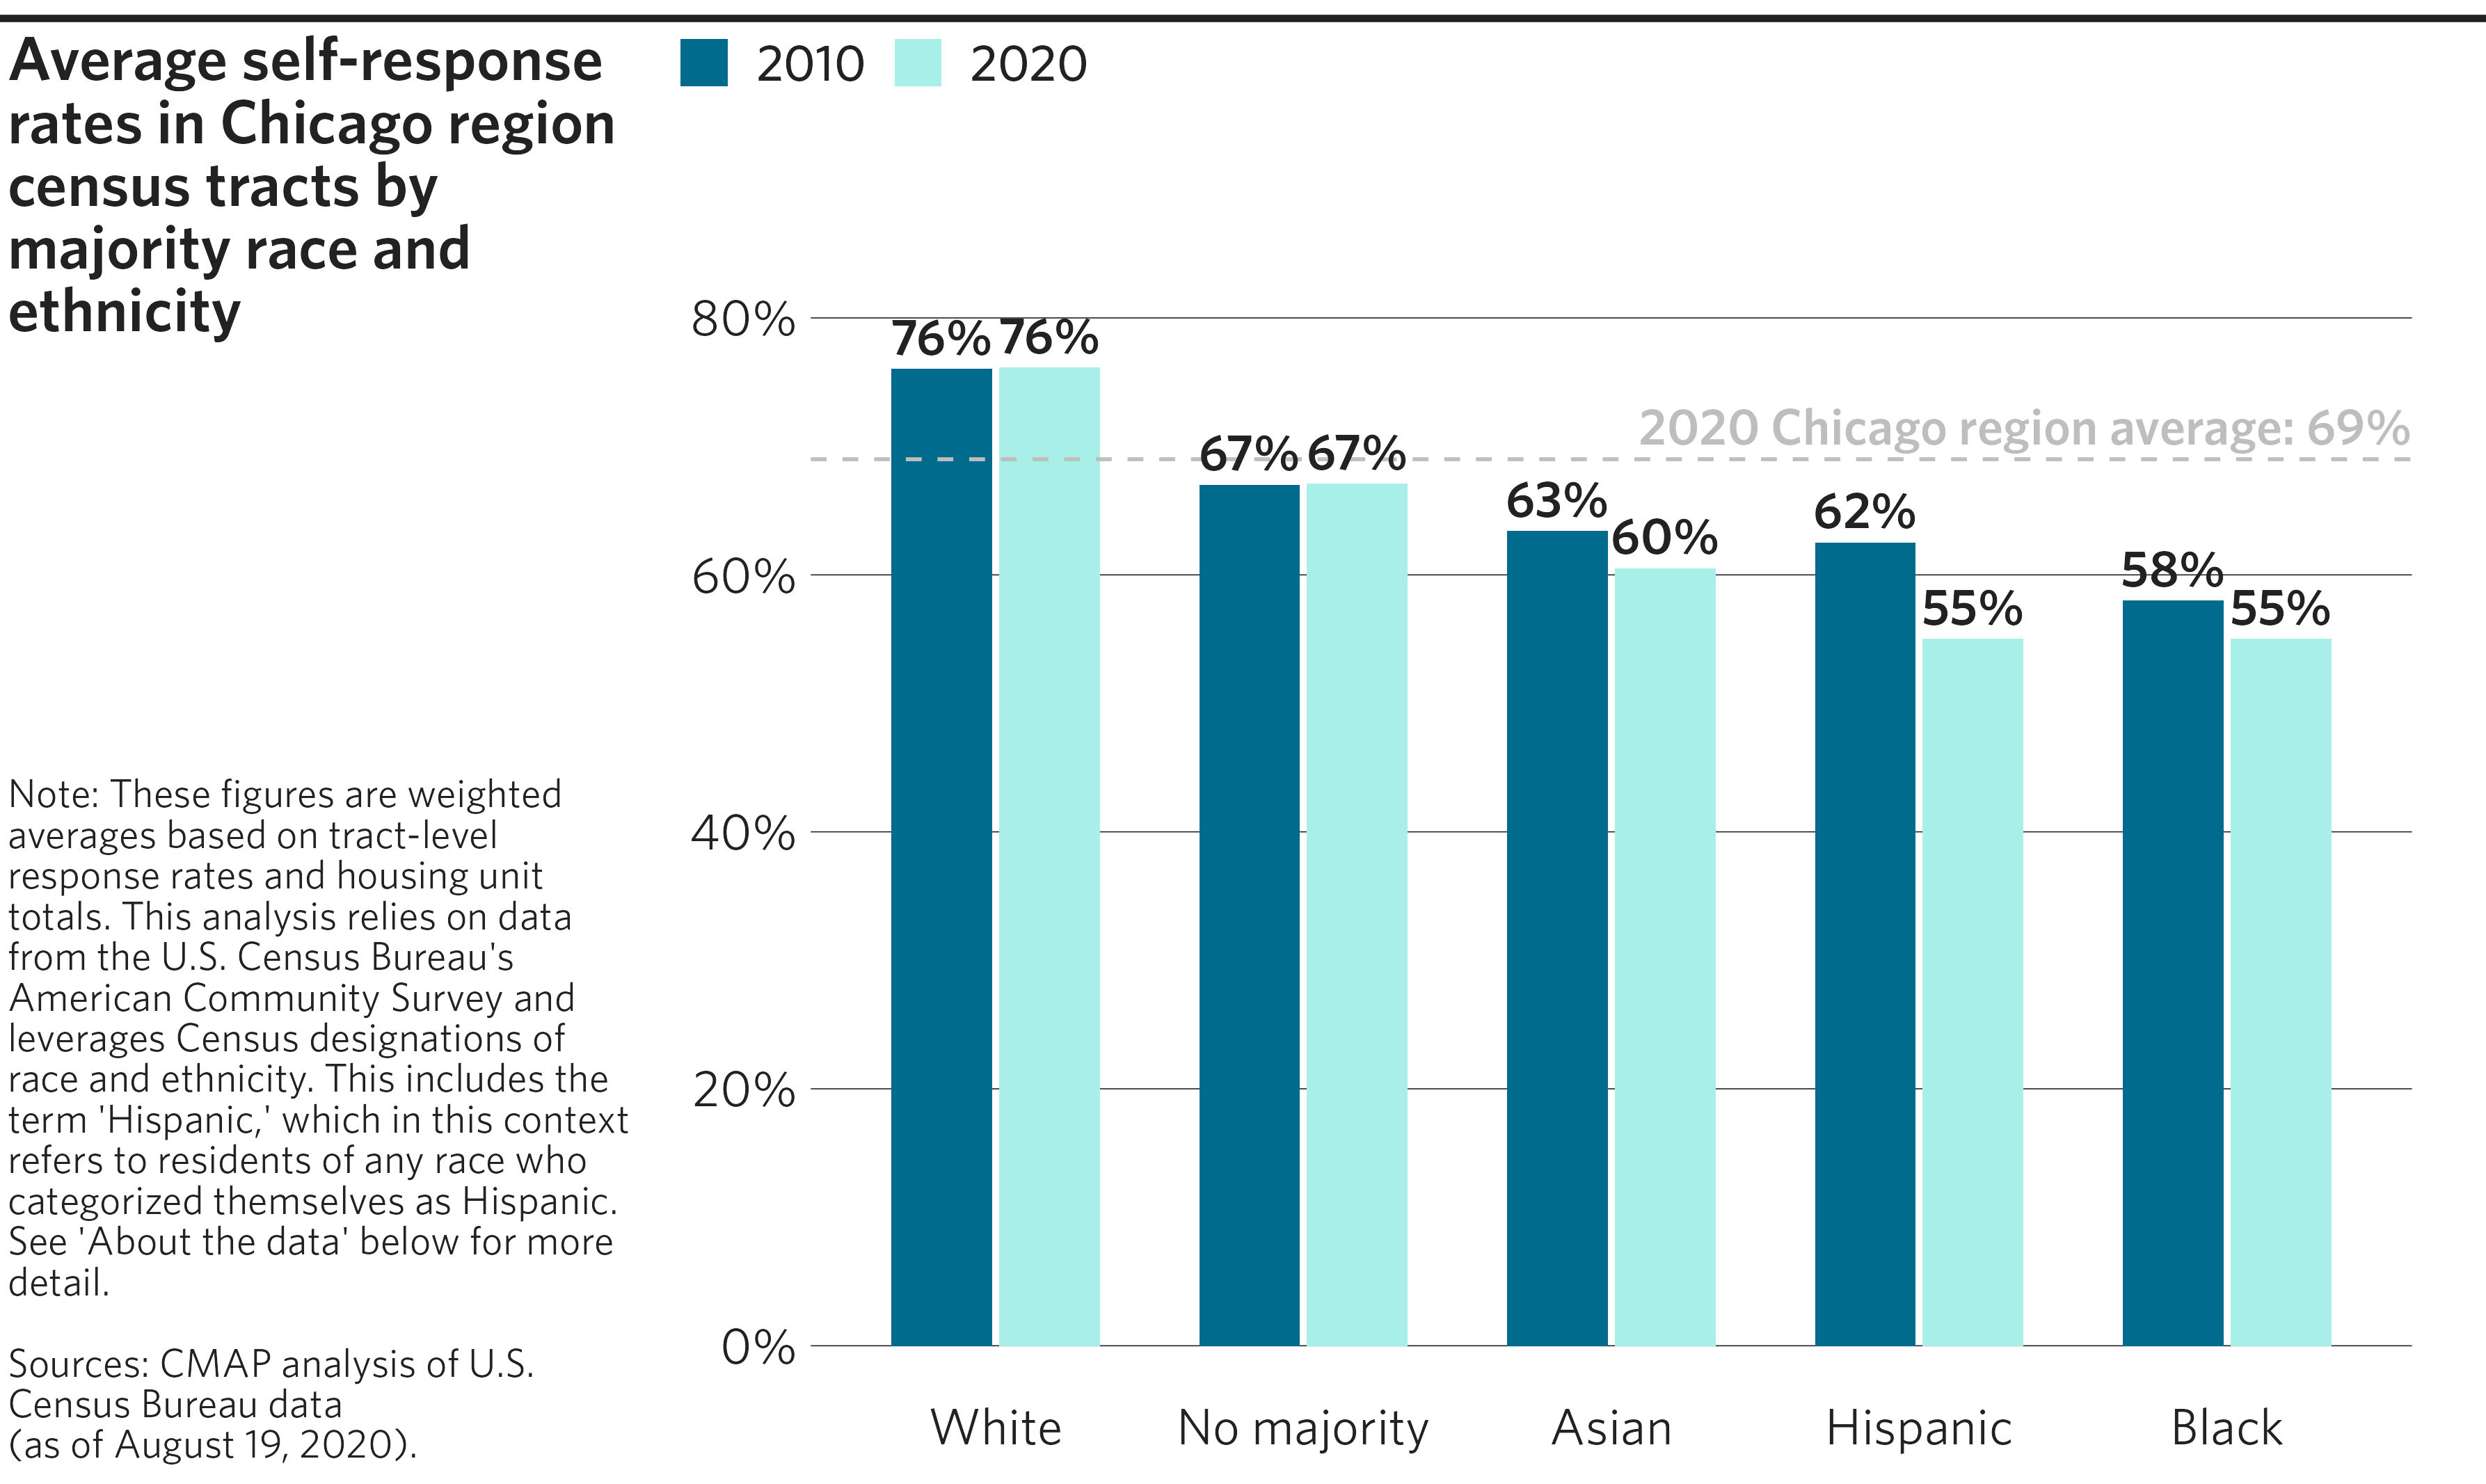 Average self-response
rates in Chicago region
census tracts by
majority race and
ethnicity
2010 2020
80%
60%
40%
20%
0%
76% 76%
67% 67%
63% 60%
62% 55%
58% 55%
2020 Chicago region average: 69%
White No majority Asian Hispanic Black
Note: These figures are weighted
averages based on tract-level
response rates and housing unit
totals. This analysis relies on data
from the U.S. Census Bureau's
American Community Survey and
leverages Census designations of
race and ethnicity. This includes the
term 'Hispanic,' which in this context
refers to residents of any race who
categorized themselves as Hispanic.
See 'About the data' below for more
detail.
Sources: CMAP analysis of U.S.
Census Bureau data
(as of August 19, 2020).